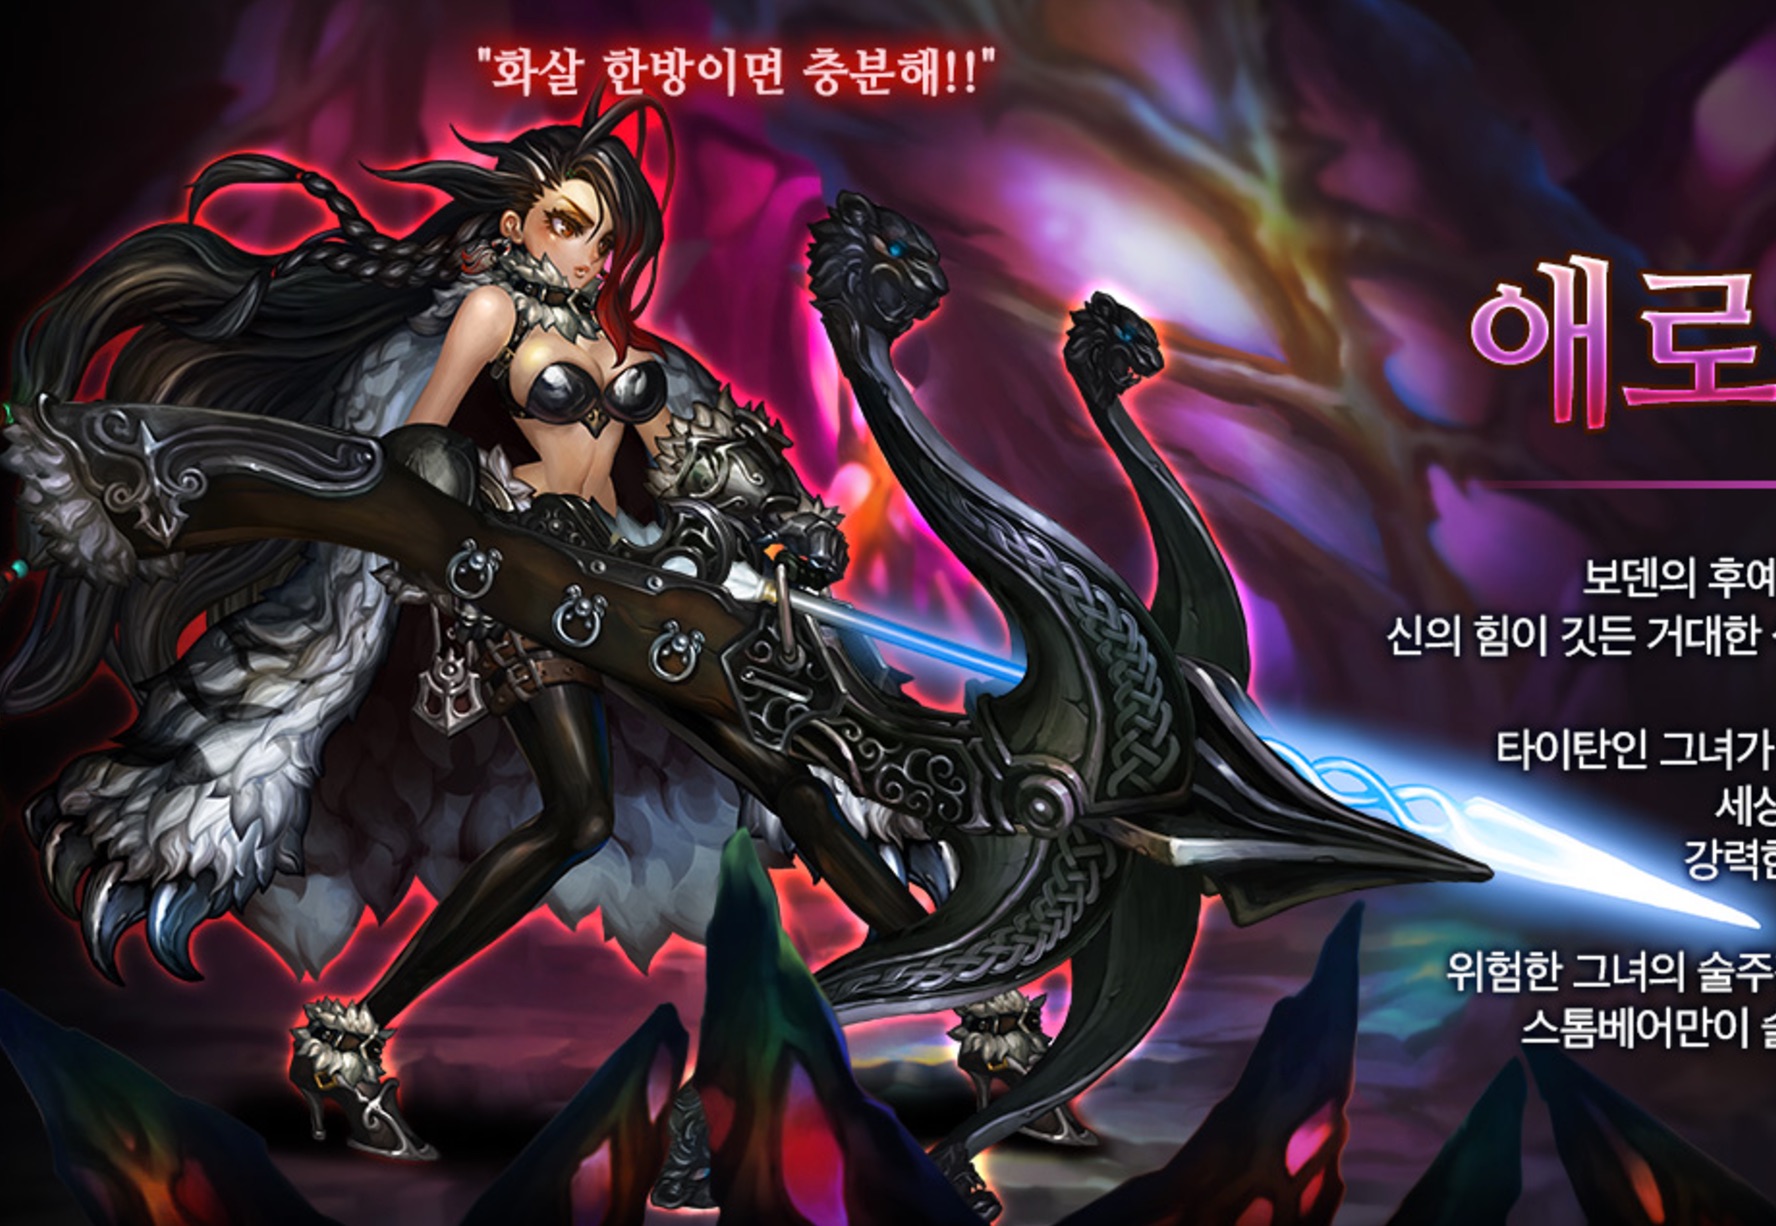 "화살 한방이면 충분해!!"
애로
보덴의 후예
신의 힘이 깃든 거대한
타이탄인 그녀가
세상
강력한
위험한 그녀의 술주
스톰베어만이